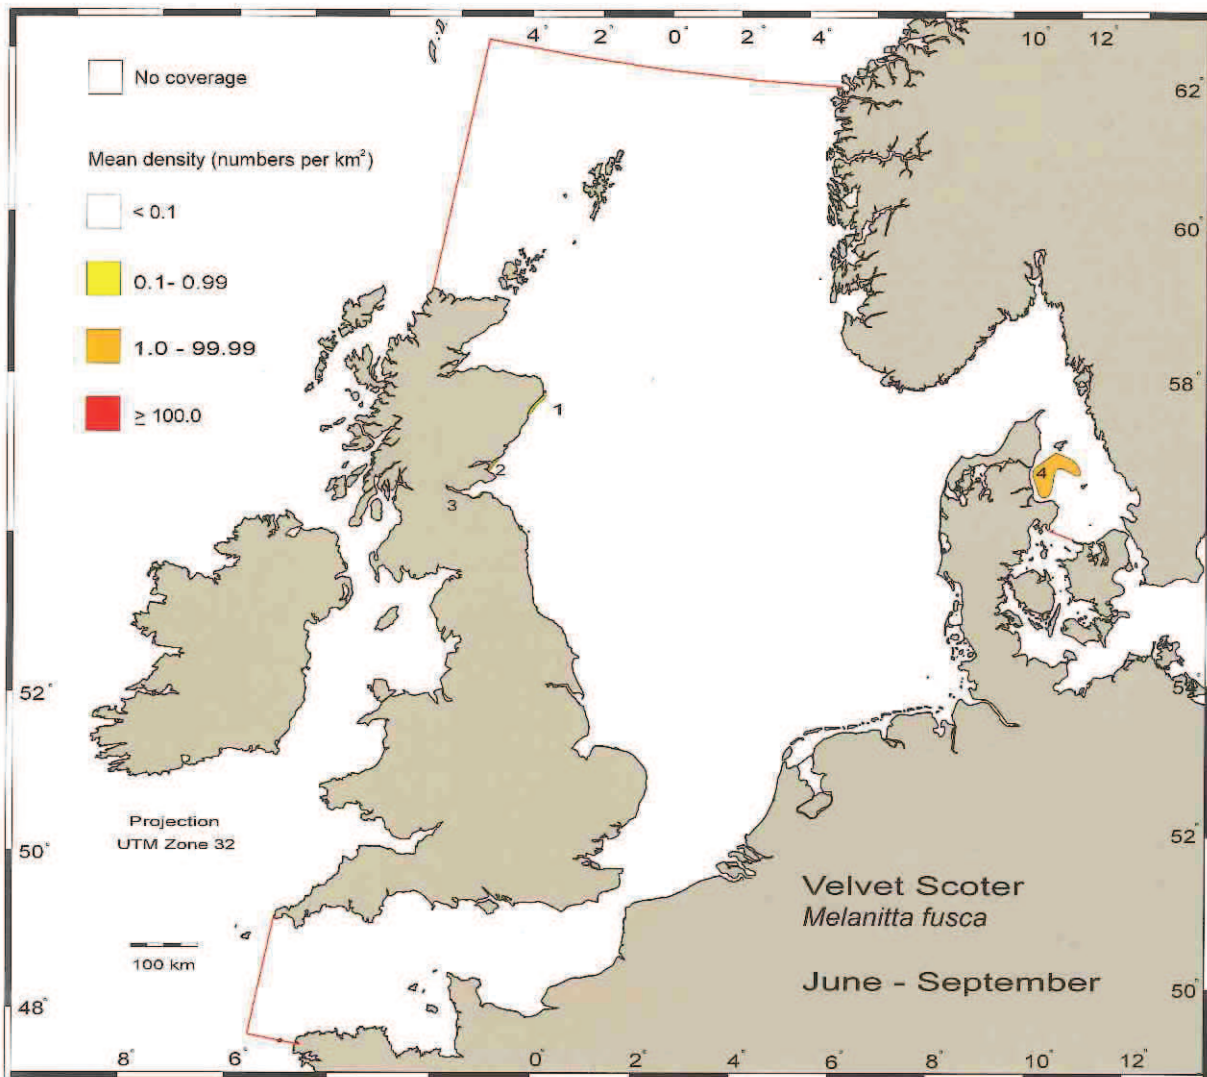 4° 2° 0° 2° 4° 10° 12°
No coverage
62°
Mean density (numbers per km²)
< 0.1
60°
0.1- 0.99
1.0 - 99.99
58°
≥ 100.0
1
2
4
3
52°
54°
Projection
UTM Zone 32
50°
52°
Velvet Scoter
Melanitta fusca
100 km
June - September
48°
50°
8° 6° 0° 2° 4° 6° 8° 10° 12°